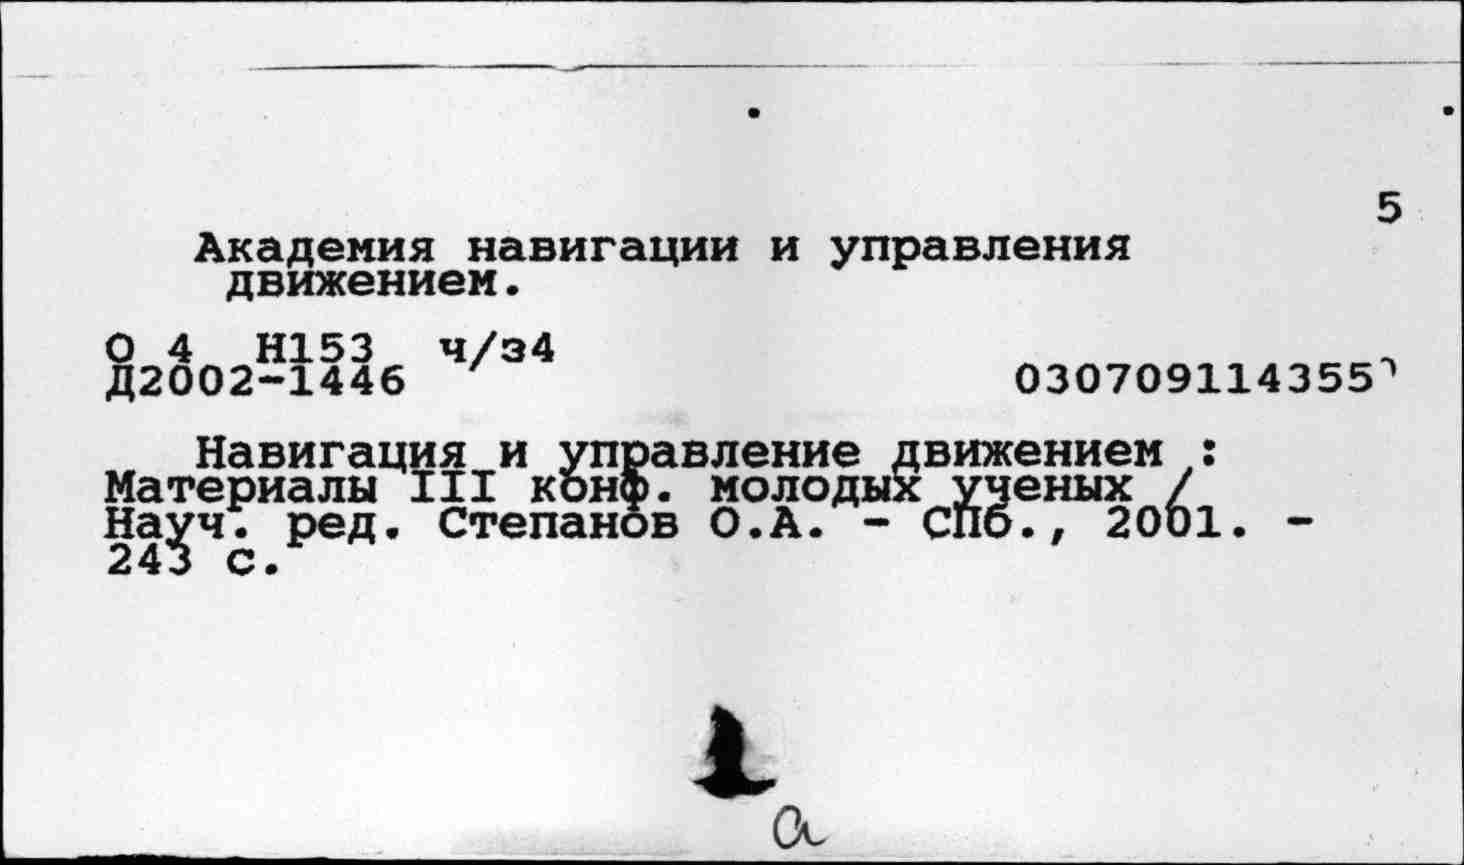 5
Академия навигации и управления
движением.
О 4 Н153 ч/з4
Д2002-1446 030709114355
Навигация и управление движением :
Материалы III конф. молодых ученых /
Науч. ред. Степанов О.А. - СПб., 2001. -
243 с.
а